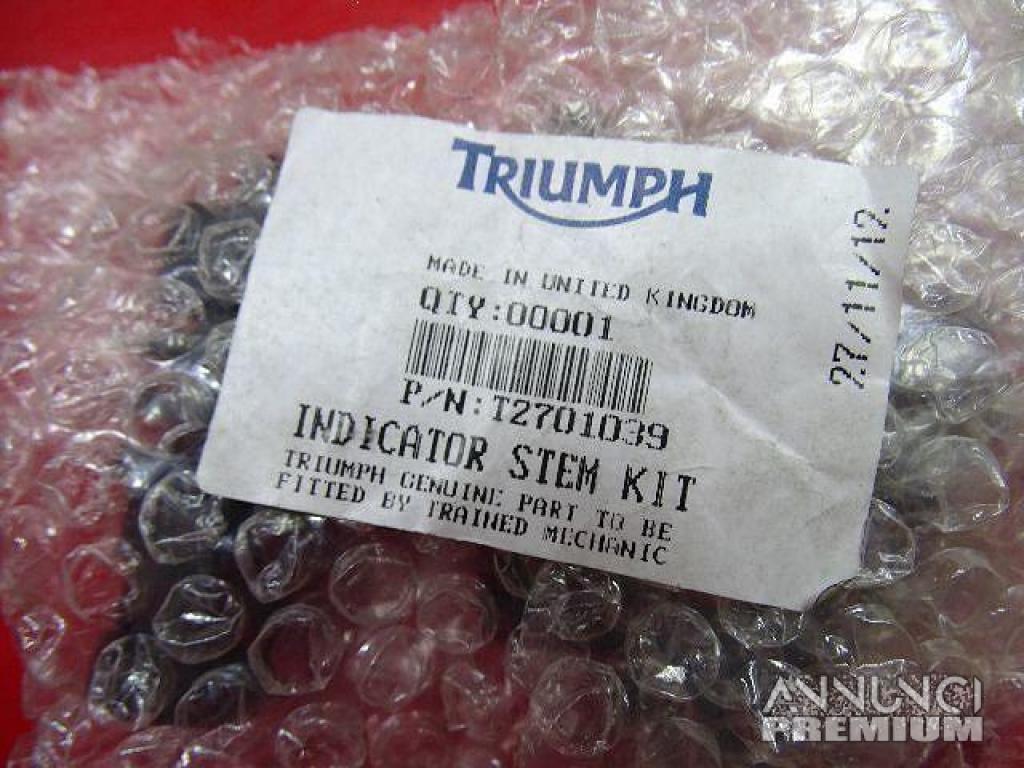 TRIUMPH
MADE IN UNITED KINGDOM
QTY:00001
P/N:T2701039
INDICATOR STEM KIT
TRIUMPH GENUINE PART TO BE
FITTED BY TRAINED MECHANIC
27/11/12
ANNUNCI
PREMIUM